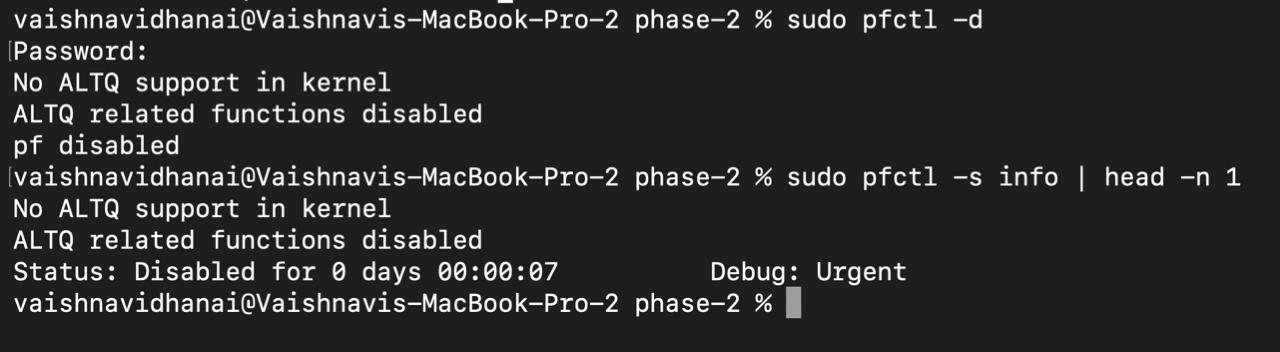 vaishnavidhanai@Vaishnavis-MacBook-Pro-2 phase-2 % sudo pfctl -d
[Password:
No ALTQ support in kernel
ALTQ related functions disabled
pf disabled
[vaishnavidhanai@Vaishnavis-MacBook-Pro-2 phase-2 % sudo pfctl -s info | head -n 1
No ALTQ support in kernel
ALTQ related functions disabled
Status: Disabled for 0 days 00:00:07          Debug: Urgent
vaishnavidhanai@Vaishnavis-MacBook-Pro-2 phase-2 %